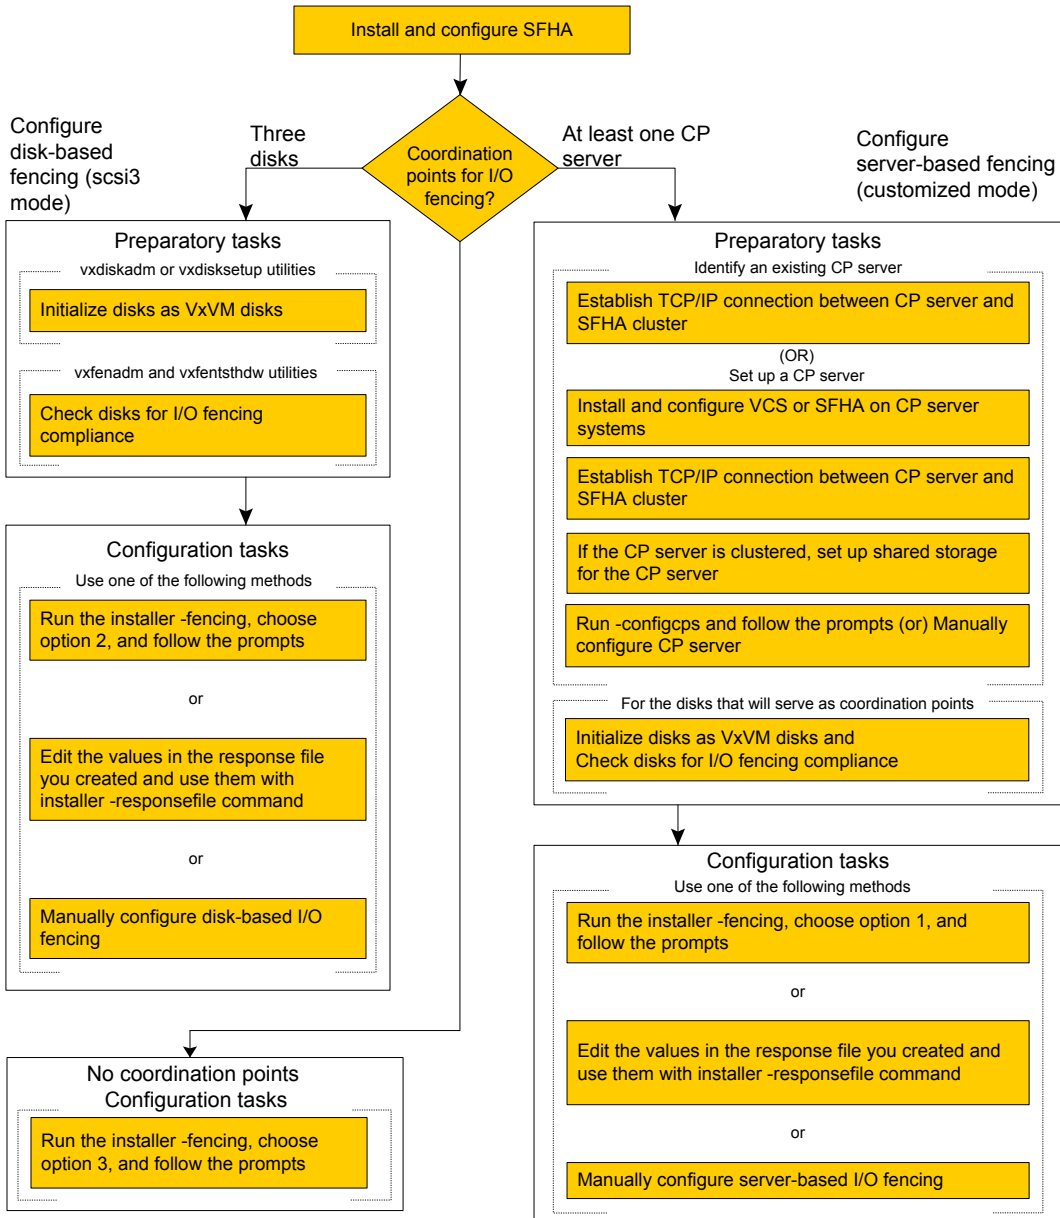 Install and configure SFHA
Configure
disk-based
fencing (scsi3
mode)
Three
disks
Coordination
points for I/O
fencing?
At least one CP
server
Configure
server-based fencing
(customized mode)
Preparatory tasks
vxdiskadm or vxdisksetup utilities
Initialize disks as VxVM disks
vxfenadm and vxfentsthdw utilities
Check disks for I/O fencing
compliance
Configuration tasks
Use one of the following methods
Run the installer -fencing, choose
option 2, and follow the prompts
or
Edit the values in the response file
you created and use them with
installer -responsefile command
or
Manually configure disk-based I/O
fencing
No coordination points
Configuration tasks
Run the installer -fencing, choose
option 3, and follow the prompts
Preparatory tasks
Identify an existing CP server
Establish TCP/IP connection between CP server and
SFHA cluster
(OR)
Set up a CP server
Install and configure VCS or SFHA on CP server
systems
Establish TCP/IP connection between CP server and
SFHA cluster
If the CP server is clustered, set up shared storage
for the CP server
Run -configcps and follow the prompts (or) Manually
configure CP server
For the disks that will serve as coordination points
Initialize disks as VxVM disks and
Check disks for I/O fencing compliance
Configuration tasks
Use one of the following methods
Run the installer -fencing, choose option 1, and
follow the prompts
or
Edit the values in the response file you created and
use them with installer -responsefile command
or
Manually configure server-based I/O fencing